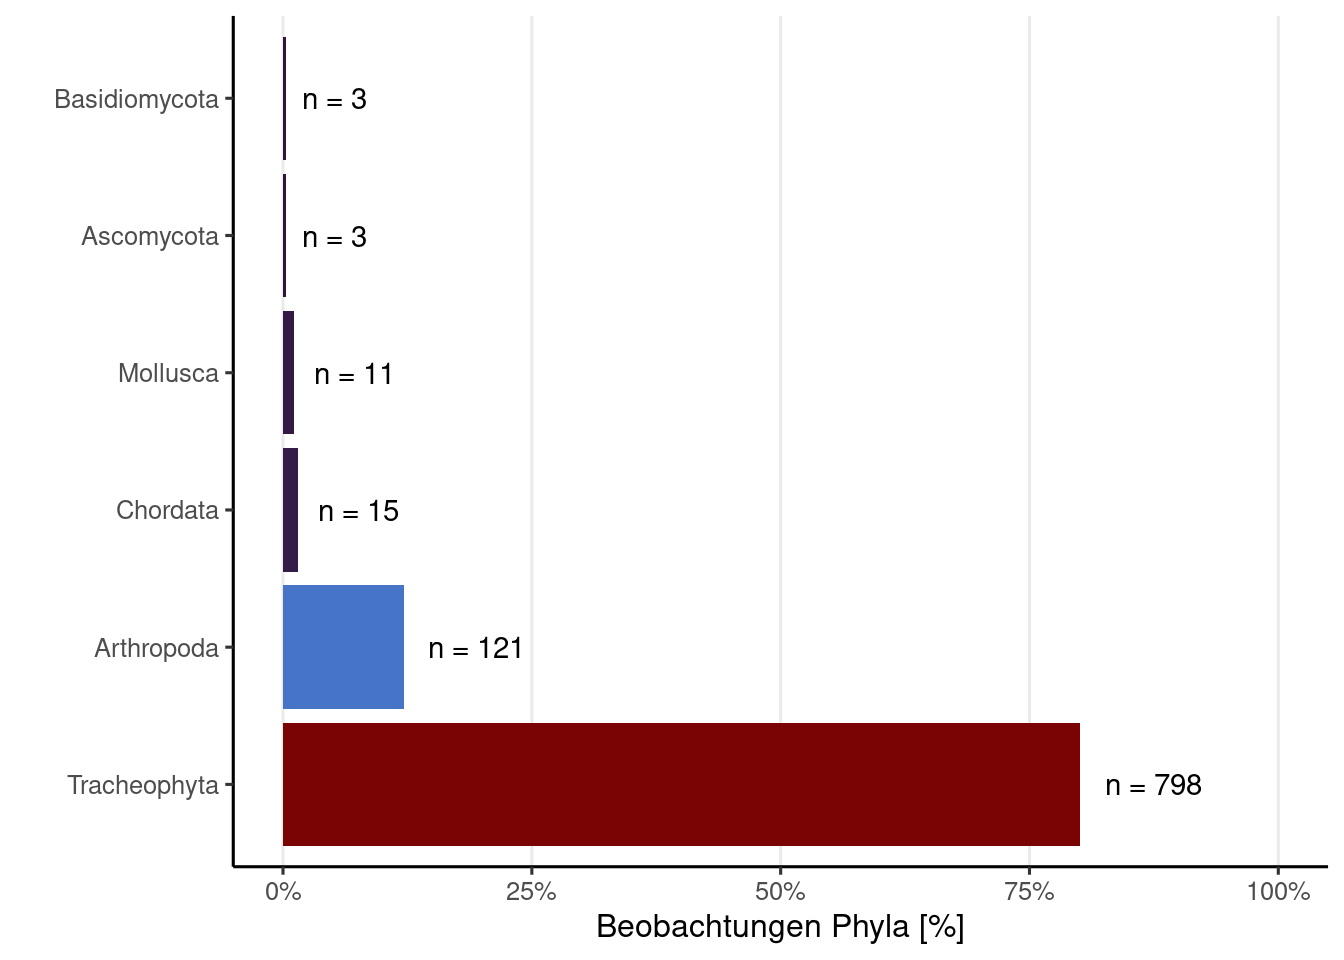 Basidiomycota n = 3
Ascomycota n = 3
Mollusca n = 11
Chordata n = 15
Arthropoda n = 121
Tracheophyta n = 798
0% 25% 50% 75% 100%
Beobachtungen Phyla [%]